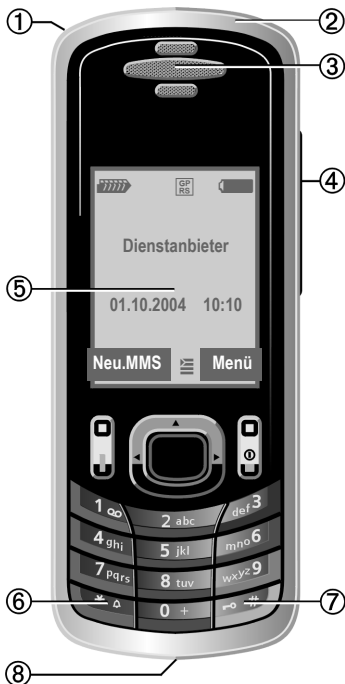 ① ②
③
④
GP
RS
Dienstanbieter
⑤
01.10.2004 10:10
Neu.MMS Menü
1 2 abc def 3
4 ghi 5 jkl mno 6
7 pqrs 8 tuv wxyz 9
⑥ * 0 + # ⑦
⑧